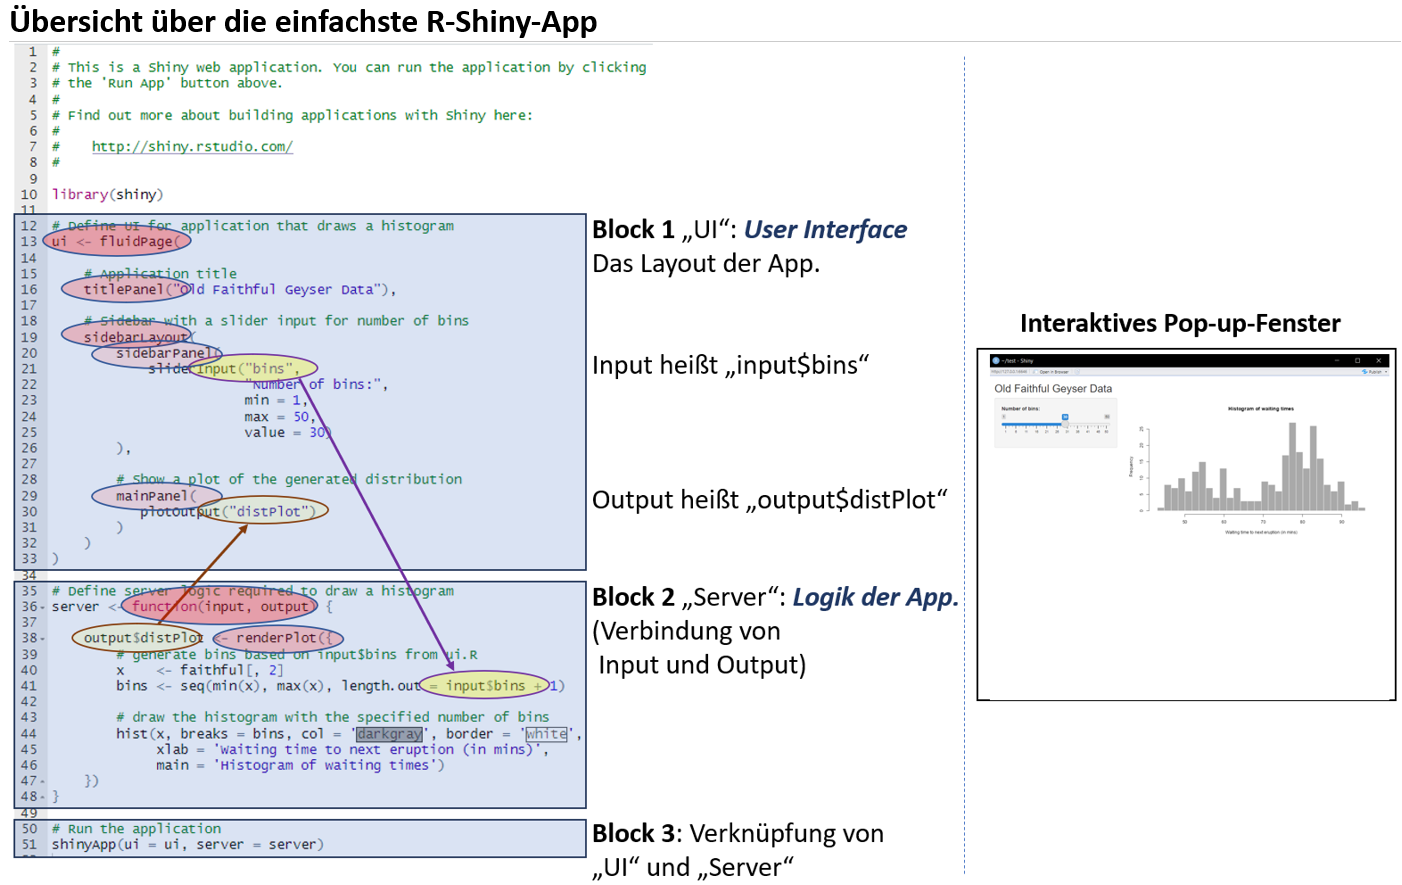 Übersicht über die einfachste R-Shiny-App
1 #
2 # This is a Shiny web application. You can run the application by clicking
3 # the 'Run App' button above.
4 #
5 # Find out more about building applications with Shiny here:
6 #
7 #    http://shiny.rstudio.com/
8 #
9
10 library(shiny)
11
12 # Define UI for application that draws a histogram
13 ui <- fluidPage(
14
15     # Application title
16     titlePanel("Old Faithful Geyser Data"),
17
18     # Sidebar with a slider input for number of bins
19     sidebarLayout(
20         sidebarPanel(
21             sliderInput("bins",
22                         "Number of bins:",
23                         min = 1,
24                         max = 50,
25                         value = 30)
26         ),
27
28         # Show a plot of the generated distribution
29         mainPanel(
30            plotOutput("distPlot")
31         )
32     )
33 )
34
35 # Define server logic required to draw a histogram
36 server <- function(input, output) {
37
38     output$distPlot <- renderPlot({
39         # generate bins based on input$bins from ui.R
40         x    <- faithful[, 2]
41         bins <- seq(min(x), max(x), length.out = input$bins + 1)
42
43         # draw the histogram with the specified number of bins
44         hist(x, breaks = bins, col = 'darkgray', border = 'white',
45              xlab = 'Waiting time to next eruption (in mins)',
46              main = 'Histogram of waiting times')
47     })
48 }
49
50 # Run the application
51 shinyApp(ui = ui, server = server)
Block 1 „UI“: User Interface
Das Layout der App.
Input heißt „input$bins“
Output heißt „output$distPlot“
Block 2 „Server“: Logik der App.
(Verbindung von
Input und Output)
Block 3: Verknüpfung von
„UI“ und „Server“
Interaktives Pop-up-Fenster
~/test - Shiny
Open in Browser
Publish
Old Faithful Geyser Data
Number of bins:
Histogram of waiting times
Frequency
50 60 70 80 90
Waiting time to next eruption (in mins)